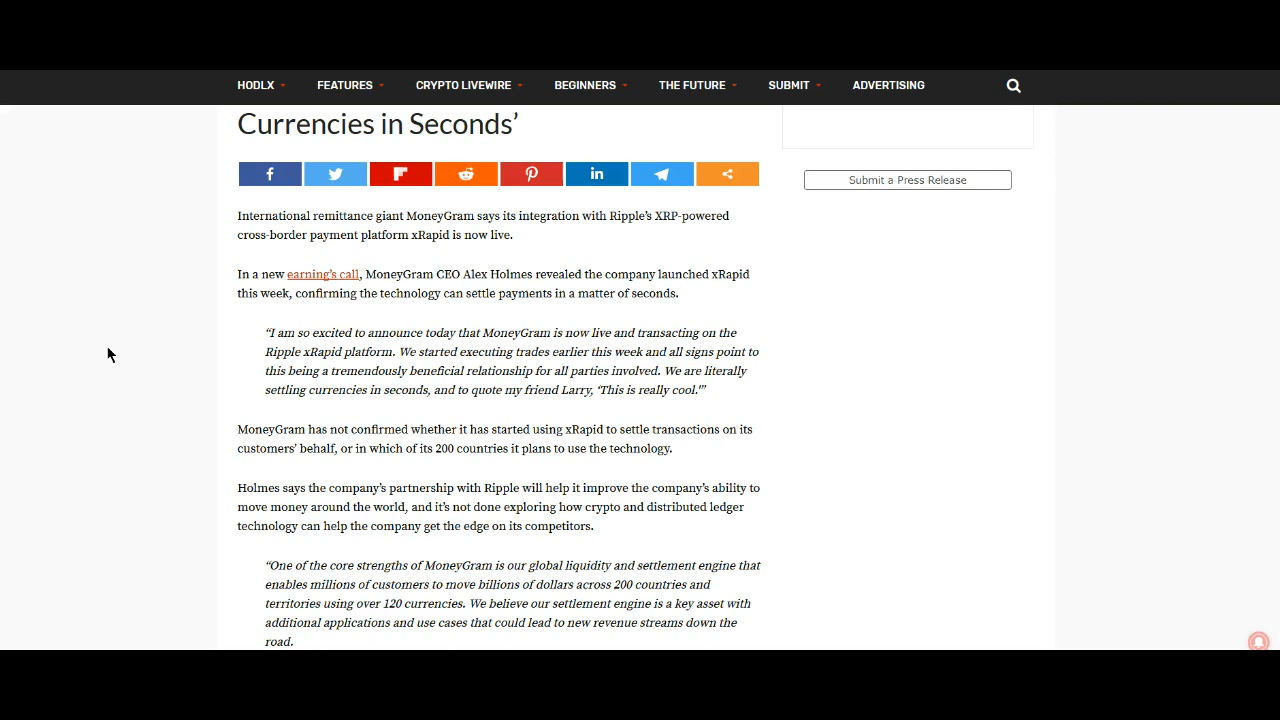 HODLX FEATURES CRYPTO LIVEWIRE BEGINNERS THE FUTURE SUBMIT ADVERTISING
Currencies in Seconds’
Submit a Press Release
International remittance giant MoneyGram says its integration with Ripple’s XRP-powered
cross-border payment platform xRapid is now live.
In a new earning’s call, MoneyGram CEO Alex Holmes revealed the company launched xRapid
this week, confirming the technology can settle payments in a matter of seconds.
“I am so excited to announce today that MoneyGram is now live and transacting on the
Ripple xRapid platform. We started executing trades earlier this week and all signs point to
this being a tremendously beneficial relationship for all parties involved. We are literally
settling currencies in seconds, and to quote my friend Larry, ‘This is really cool.’”
MoneyGram has not confirmed whether it has started using xRapid to settle transactions on its
customers’ behalf, or in which of its 200 countries it plans to use the technology.
Holmes says the company’s partnership with Ripple will help it improve the company’s ability to
move money around the world, and it’s not done exploring how crypto and distributed ledger
technology can help the company get the edge on its competitors.
“One of the core strengths of MoneyGram is our global liquidity and settlement engine that
enables millions of customers to move billions of dollars across 200 countries and
territories using over 120 currencies. We believe our settlement engine is a key asset with
additional applications and use cases that could lead to new revenue streams down the
road.